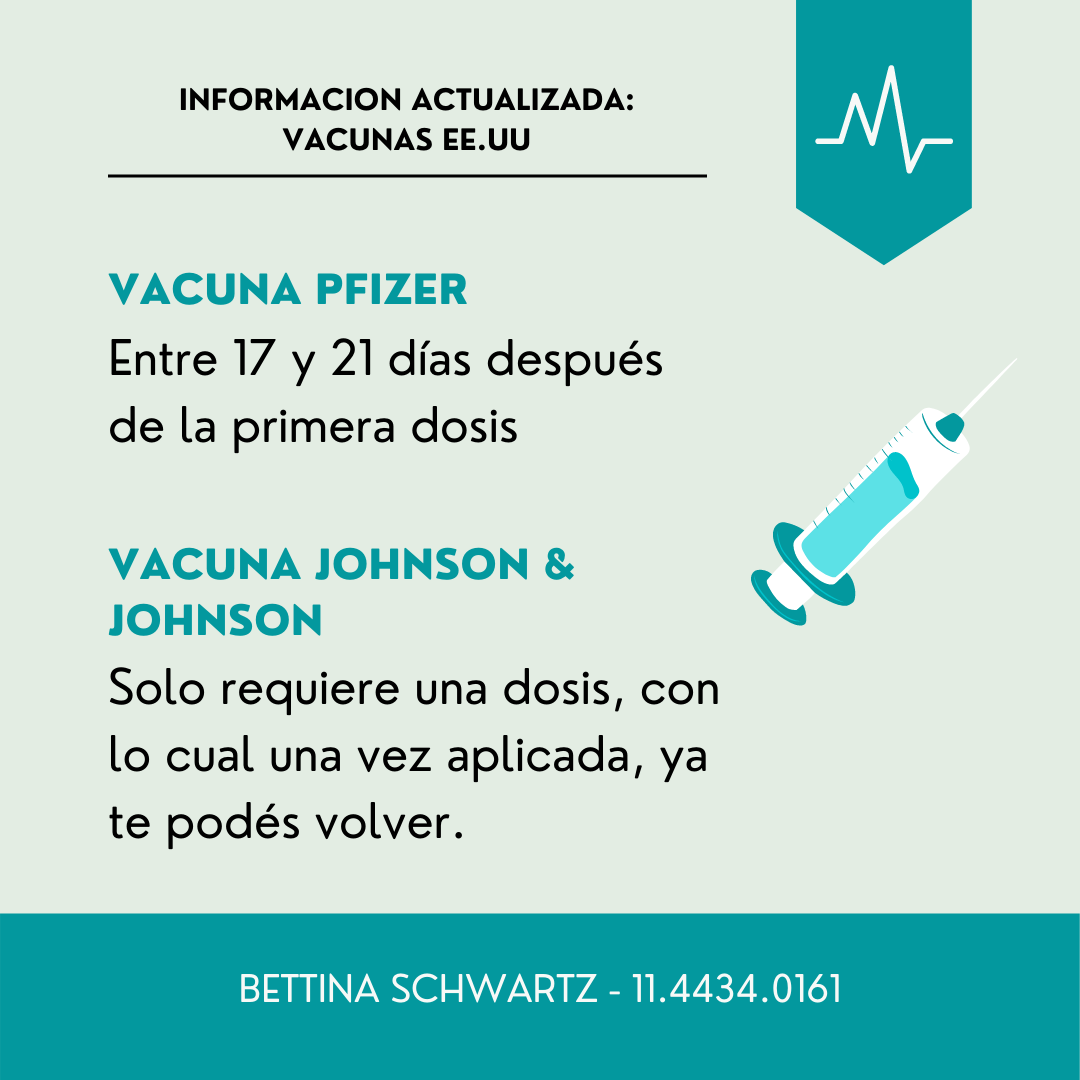 INFORMACION ACTUALIZADA:
VACUNAS EE.UU
VACUNA PFIZER
Entre 17 y 21 días después
de la primera dosis
VACUNA JOHNSON &
JOHNSON
Solo requiere una dosis, con
lo cual una vez aplicada, ya
te podés volver.
BETTINA SCHWARTZ - 11.4434.0161